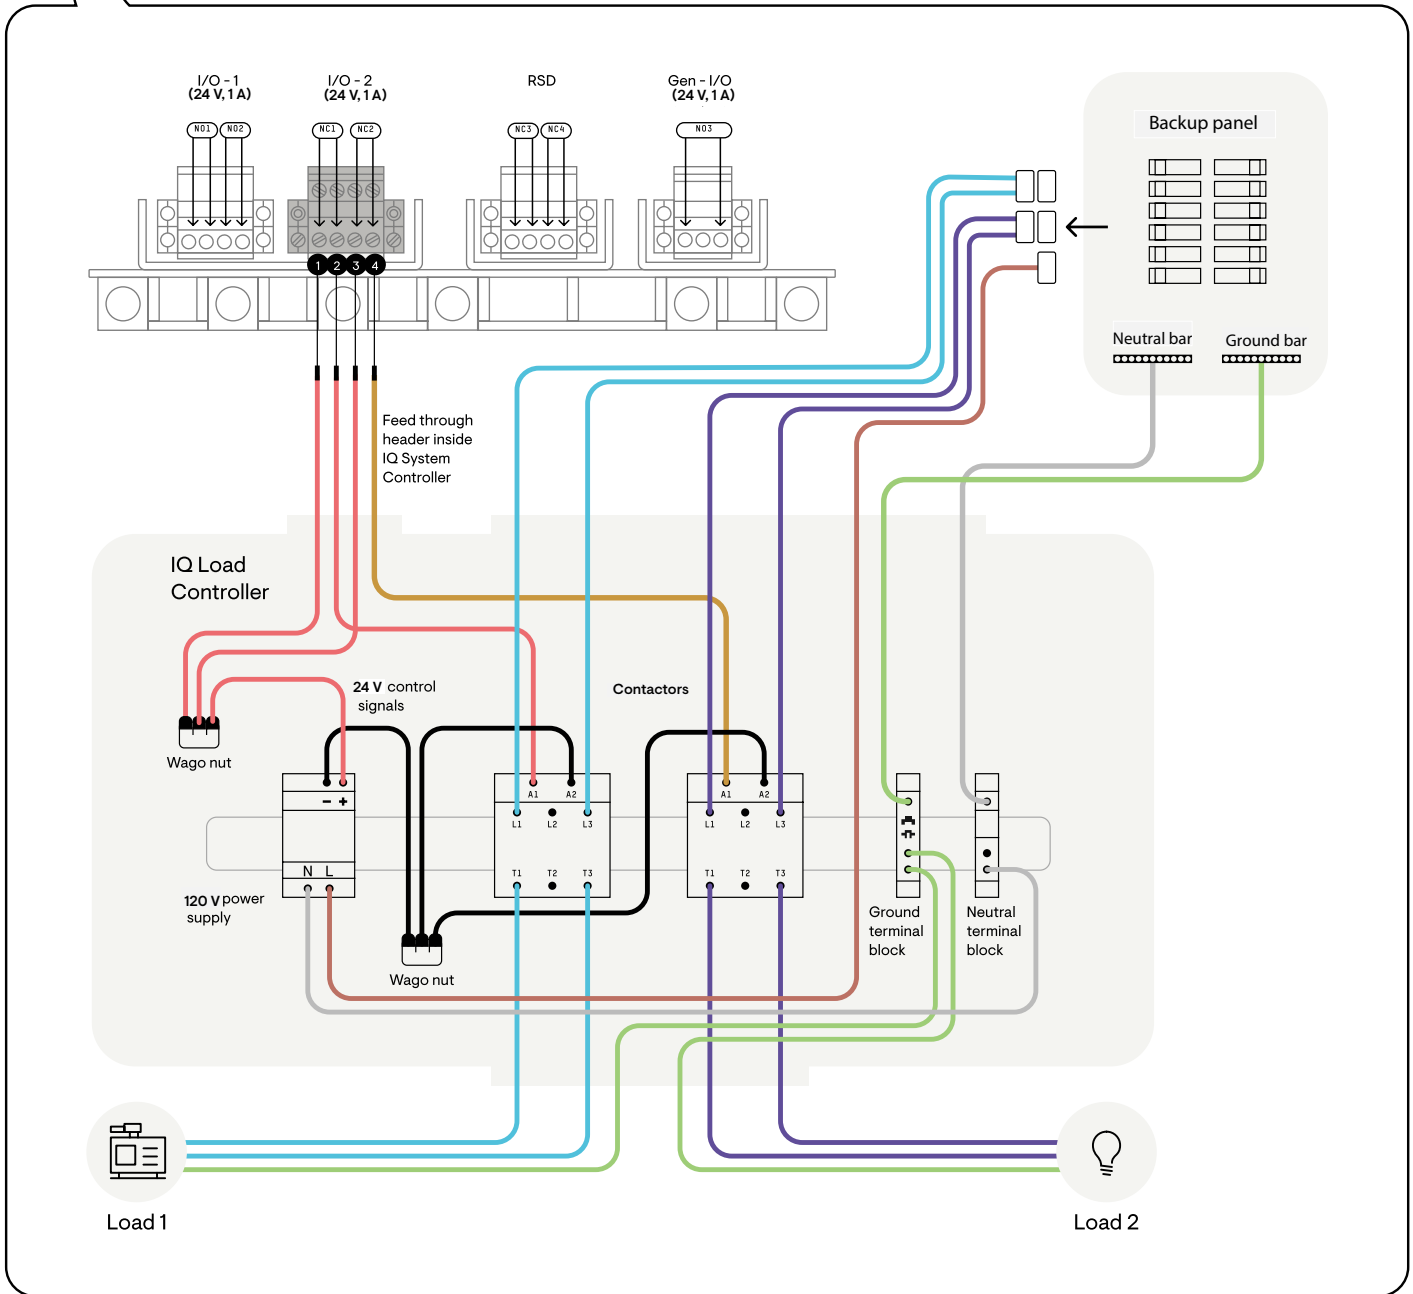 I/O - 1
(24 V, 1 A)
I/O - 2
(24 V, 1 A)
RSD
Gen - I/O
(24 V, 1 A)
NO1
NO2
NC1
NC2
NC3
NC4
NO3
Backup panel
Neutral bar
Ground bar
1
2
3
4
Feed through
header inside
IQ System
Controller
IQ Load
Controller
24 V control
signals
Contactors
Wago nut
- +
A1
A2
A1
A2
L1
L2
L3
L1
L2
L3
N
L
T1
T2
T3
T1
T2
T3
120 V power
supply
Ground
terminal
block
Neutral
terminal
block
Wago nut
Load 1
Load 2